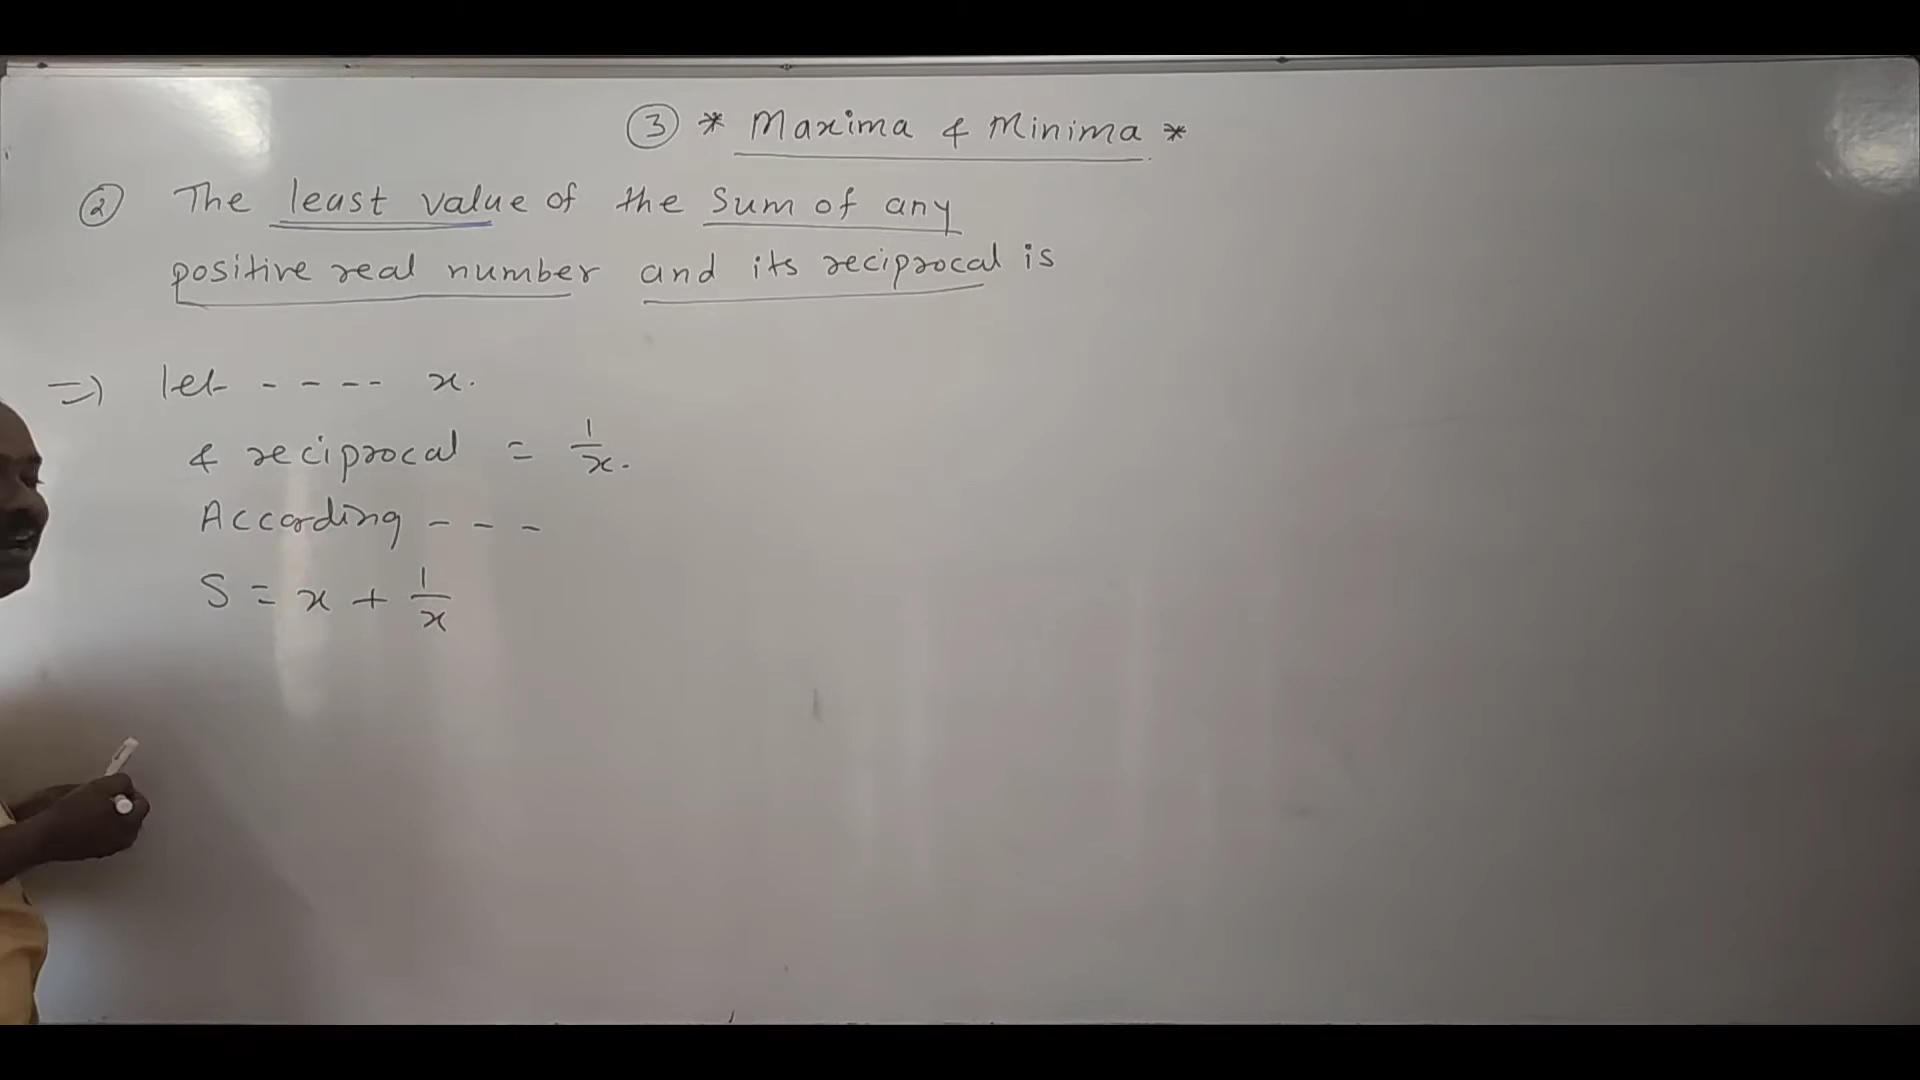 ③ * Maxima & Minima *
② The least value of the sum of any
positive real number and its reciprocal is
=) let - - - - x.
& reciprocal = 1/x.
According - - -
S = x + 1/x